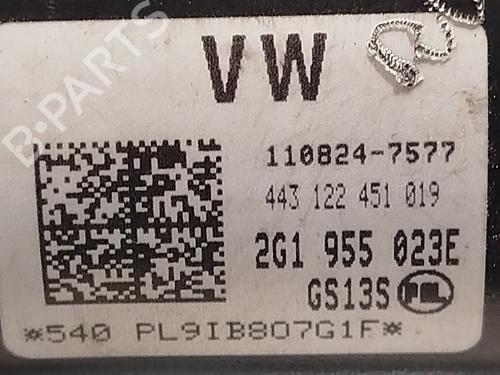 VW
110824-7577
443 122 451 019
2G1 955 023E
GS13S
*540 PL9IB807G1F*
B-PARTS